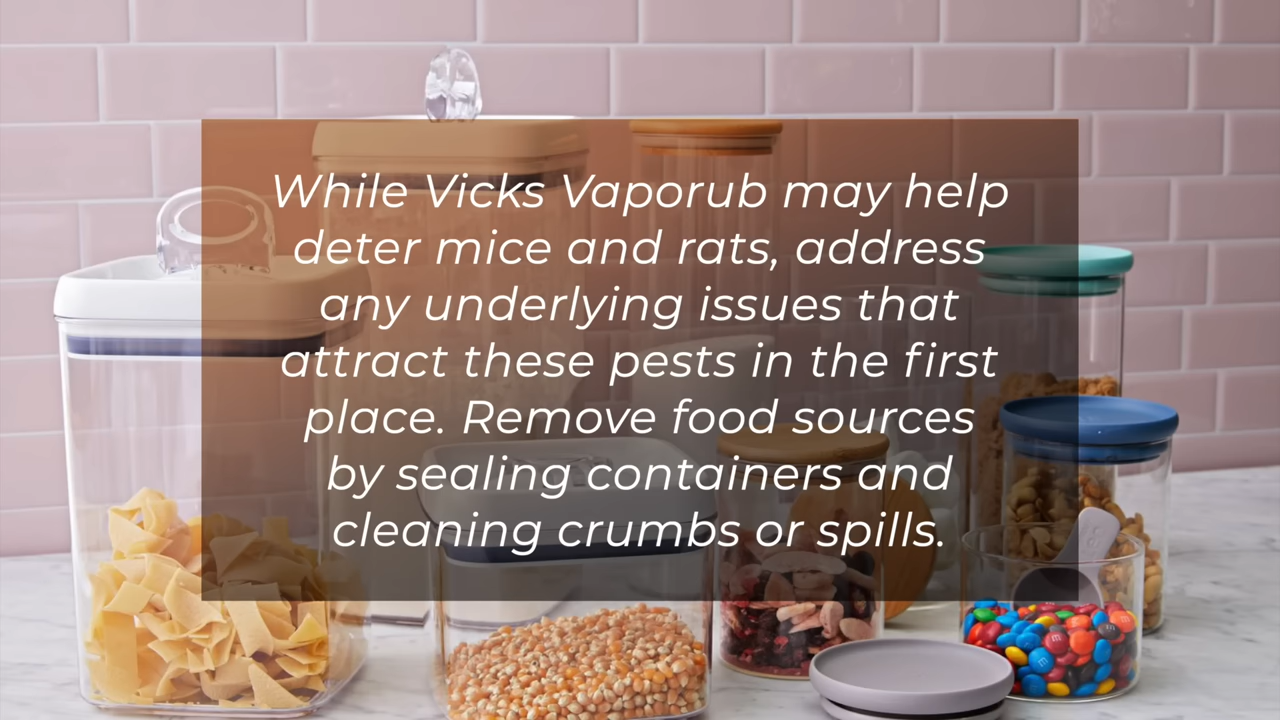 While Vicks Vaporub may help
deter mice and rats, address
any underlying issues that
attract these pests in the first
place. Remove food sources
by sealing containers and
cleaning crumbs or spills.